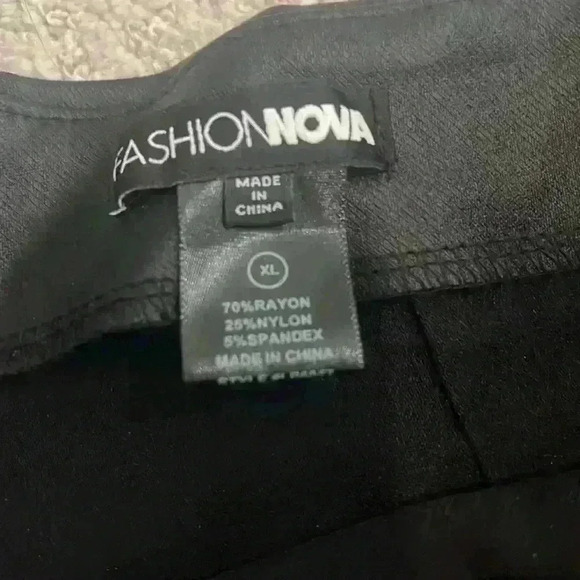 FASHIONNOVA
MADE
IN
CHINA
XL
70%RAYON
25%NYLON
5%SPANDEX
MADE IN CHINA